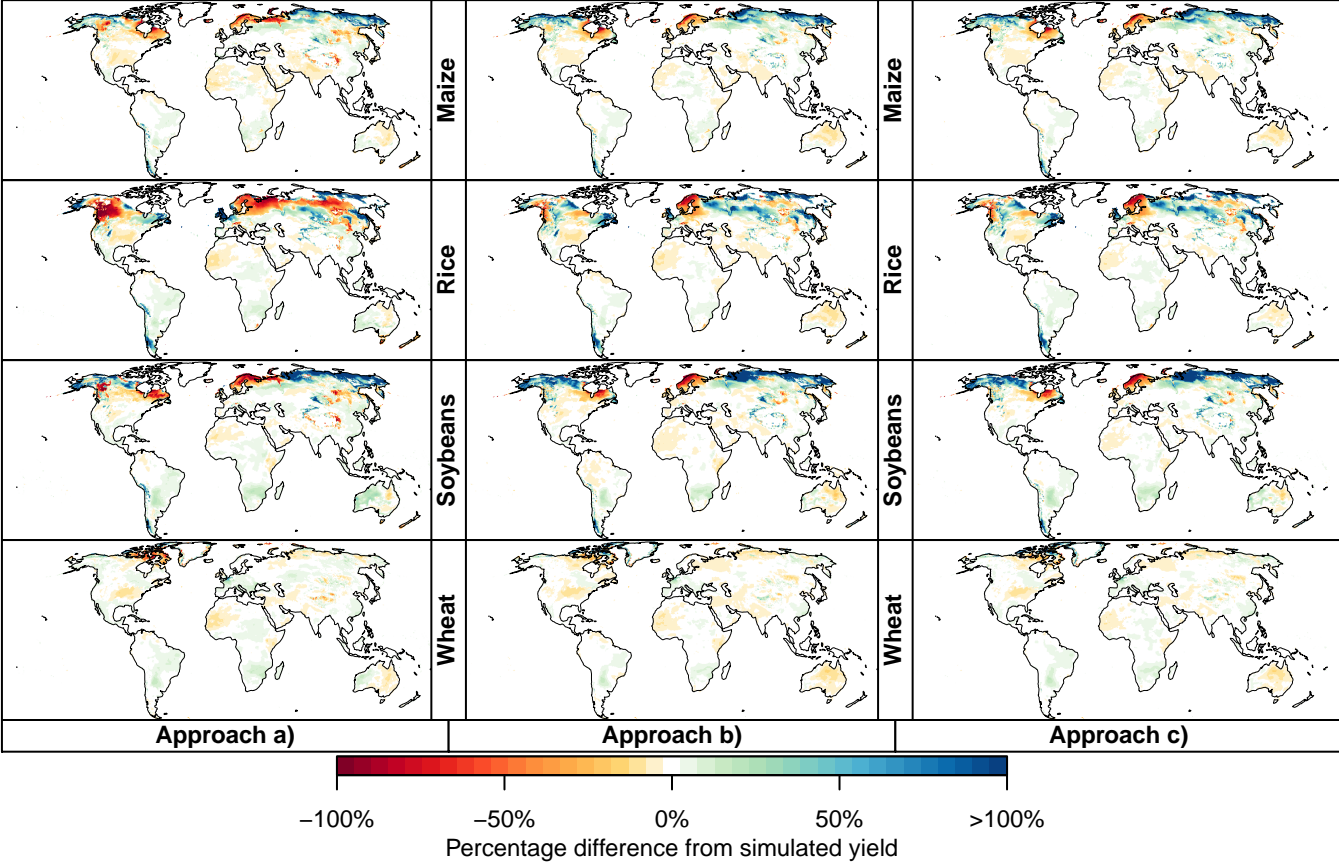 Maize
Maize
Rice
Rice
Soybeans
Soybeans
Wheat
Wheat
Approach a)
Approach b)
Approach c)
−100%
−50%
0%
50%
>100%
Percentage difference from simulated yield